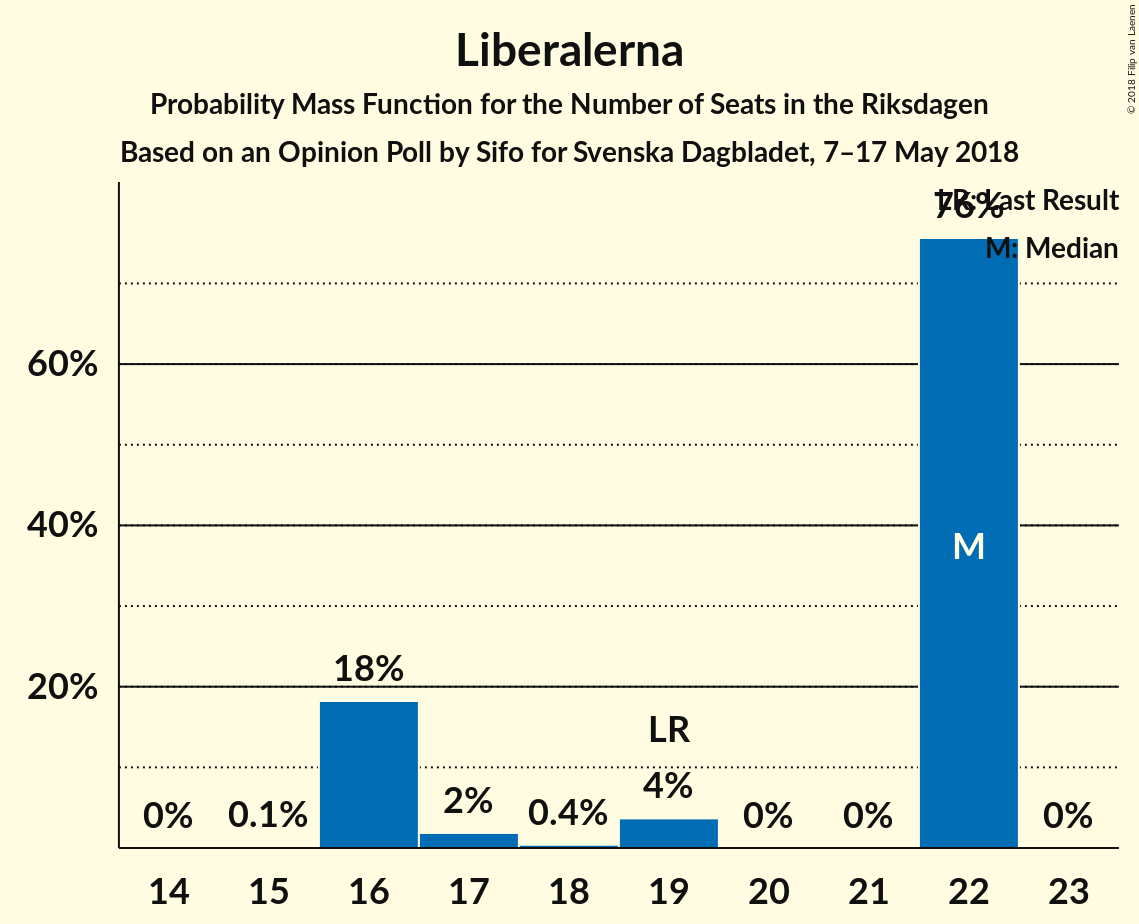 Liberalerna
Probability Mass Function for the Number of Seats in the Riksdagen
Based on an Opinion Poll by Sifo for Svenska Dagbladet, 7–17 May 2018
© 2018 Filip van Laenen
LR: Last Result
M: Median
76%
60%
40%
20%
M
18%
LR
0%
0.1%
2%
0.4%
4%
0%
0%
0%
14 15 16 17 18 19 20 21 22 23